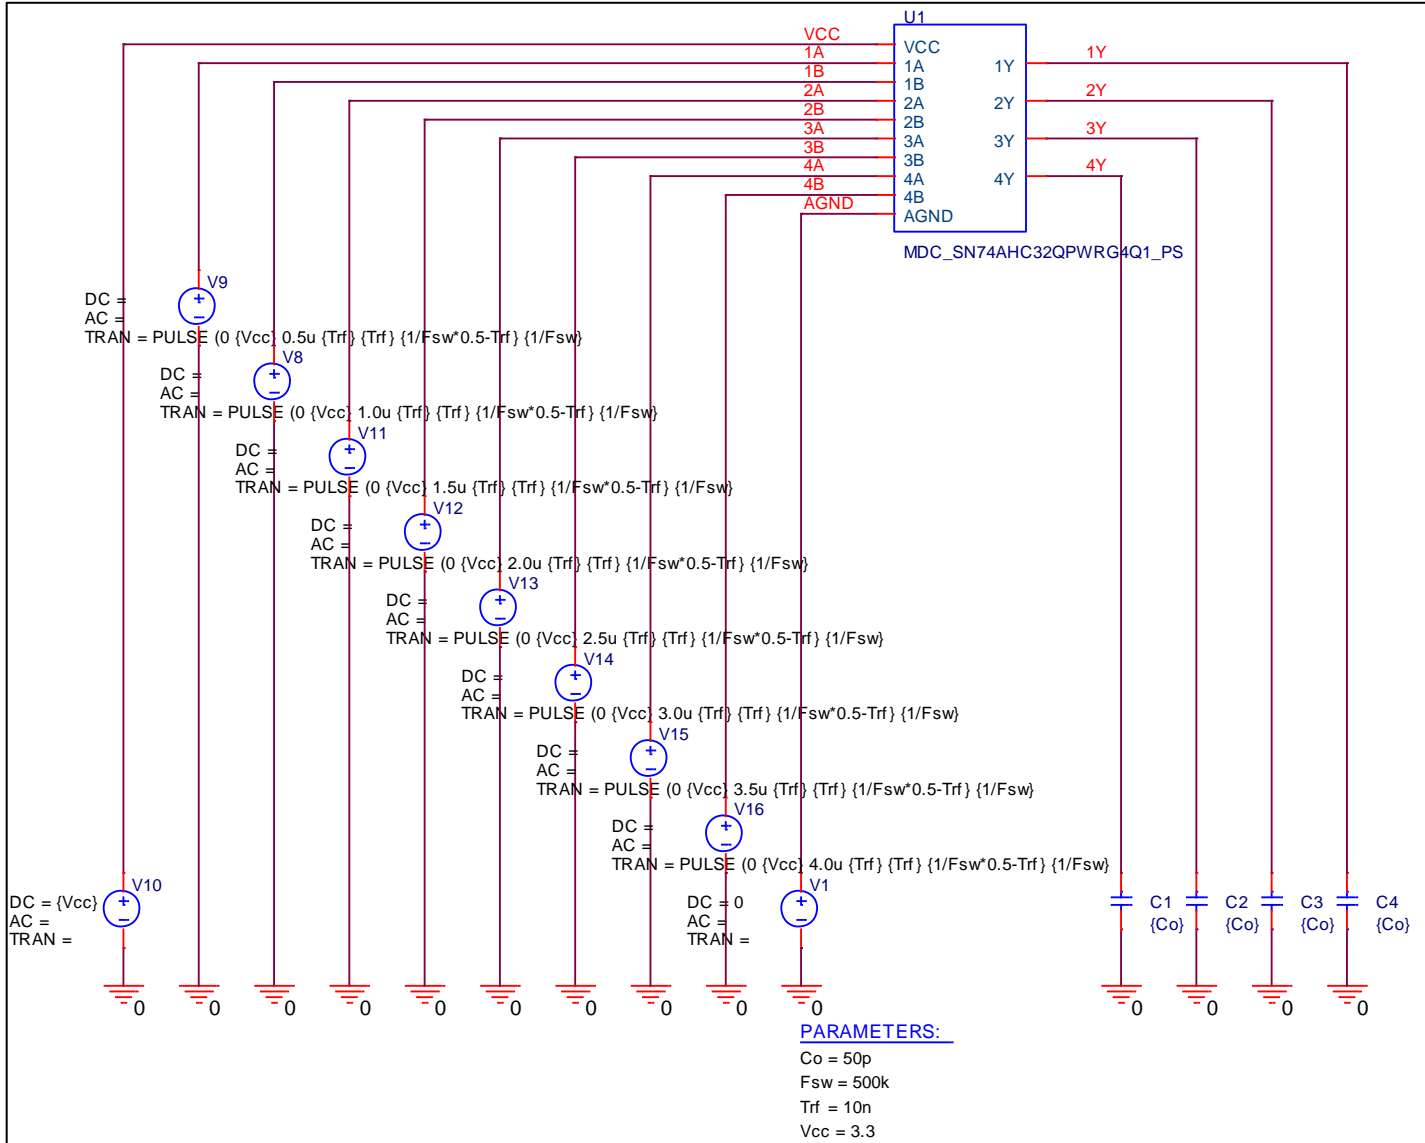 U1
VCC
1A
1B
2A
2B
3A
3B
4A
4B
AGND
VCC
1A
1B
2A
2B
3A
3B
4A
4B
AGND
1Y
2Y
3Y
4Y
1Y
2Y
3Y
4Y
MDC_SN74AHC32QPWRG4Q1_PS
V9
DC =
AC =
TRAN = PULSE (0 {Vcc} 0.5u {Trf} {Trf} {1/Fsw*0.5-Trf} {1/Fsw}
V8
DC =
AC =
TRAN = PULSE (0 {Vcc} 1.0u {Trf} {Trf} {1/Fsw*0.5-Trf} {1/Fsw}
V11
DC =
AC =
TRAN = PULSE (0 {Vcc} 1.5u {Trf} {Trf} {1/Fsw*0.5-Trf} {1/Fsw}
V12
DC =
AC =
TRAN = PULSE (0 {Vcc} 2.0u {Trf} {Trf} {1/Fsw*0.5-Trf} {1/Fsw}
V13
DC =
AC =
TRAN = PULSE (0 {Vcc} 2.5u {Trf} {Trf} {1/Fsw*0.5-Trf} {1/Fsw}
V14
DC =
AC =
TRAN = PULSE (0 {Vcc} 3.0u {Trf} {Trf} {1/Fsw*0.5-Trf} {1/Fsw}
V15
DC =
AC =
TRAN = PULSE (0 {Vcc} 3.5u {Trf} {Trf} {1/Fsw*0.5-Trf} {1/Fsw}
V16
DC =
AC =
TRAN = PULSE (0 {Vcc} 4.0u {Trf} {Trf} {1/Fsw*0.5-Trf} {1/Fsw}
V10
DC = {Vcc}
AC =
TRAN =
V1
DC = 0
AC =
TRAN =
C1
{Co}
C2
{Co}
C3
{Co}
C4
{Co}
0 0 0 0 0 0 0 0 0 0 0 0 0 0
PARAMETERS:
Co = 50p
Fsw = 500k
Trf = 10n
Vcc = 3.3